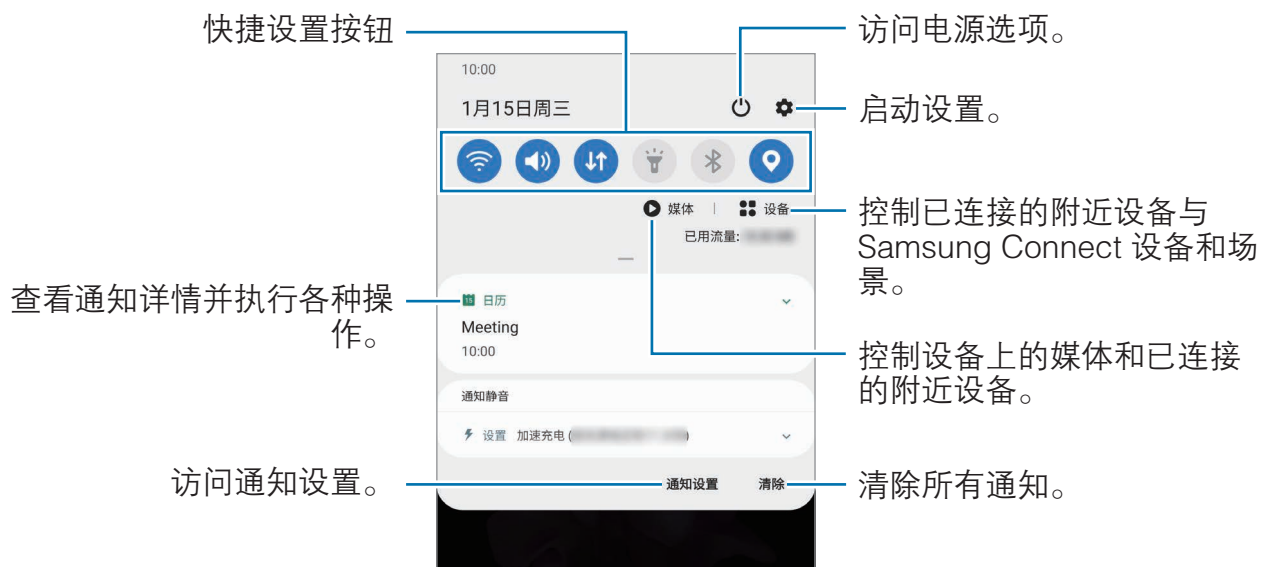 快捷设置按钮
访问电源选项。
10:00
1月15日周三
启动设置。
媒体 | 设备
控制已连接的附近设备与
Samsung Connect 设备和场
景。
已用流量:
查看通知详情并执行各种操
作。
日历
Meeting
10:00
控制设备上的媒体和已连接
的附近设备。
通知静音
设置 加速充电 (
访问通知设置。
通知设置 清除
清除所有通知。